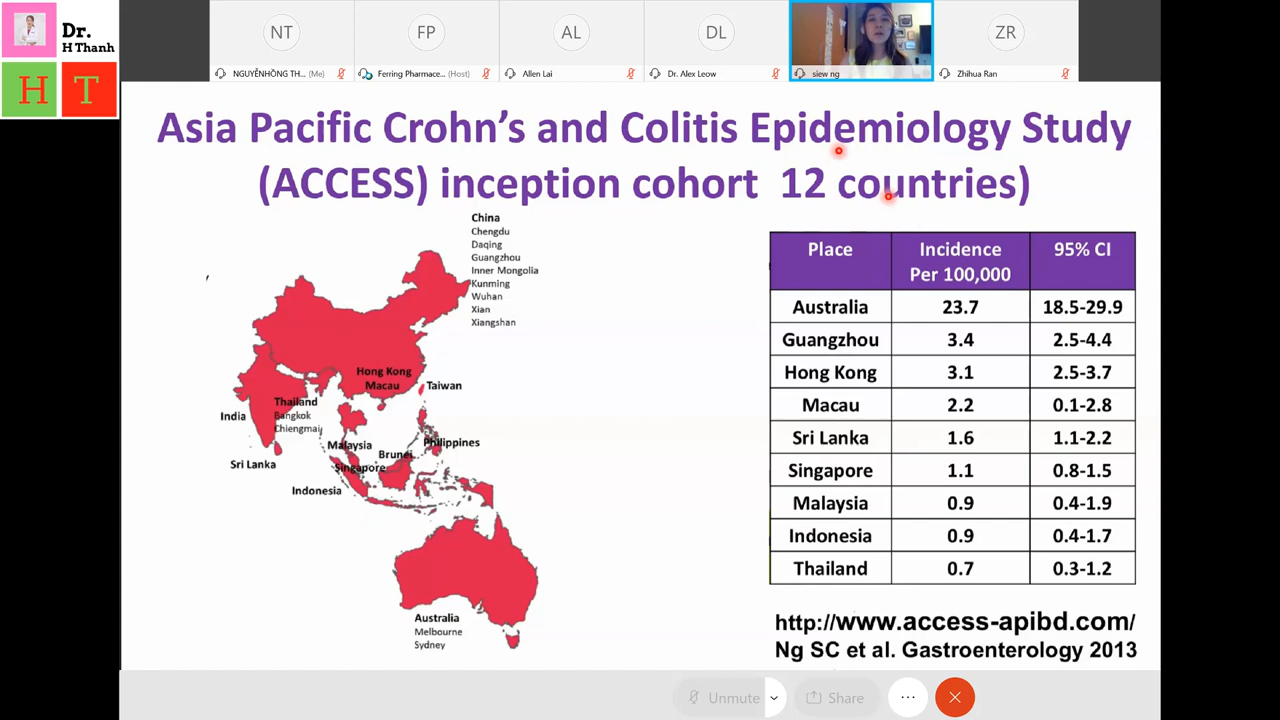 Dr.
H Thanh
H T
NT
FP
AL
DL
ZR
NGUYỄNHỒNG TH... (Me)
Ferring Pharmace... (Host)
Allen Lai
Dr. Alex Leow
siew ng
Zhihua Ran
Asia Pacific Crohn's and Colitis Epidemiology Study
(ACCESS) inception cohort 12 countries)
China
Chengdu
Daqing
Guangzhou
Inner Mongolia
Kunming
Wuhan
Xian
Xiangshan
Hong Kong
Macau
Taiwan
Thailand
Bangkok
Chiengmai
India
Malaysia
Philippines
Brunei
Sri Lanka
Singapore
Indonesia
Australia
Melbourne
Sydney
Place Incidence Per 100,000 95% CI
Australia 23.7 18.5-29.9
Guangzhou 3.4 2.5-4.4
Hong Kong 3.1 2.5-3.7
Macau 2.2 0.1-2.8
Sri Lanka 1.6 1.1-2.2
Singapore 1.1 0.8-1.5
Malaysia 0.9 0.4-1.9
Indonesia 0.9 0.4-1.7
Thailand 0.7 0.3-1.2
http://www.access-apibd.com/
Ng SC et al. Gastroenterology 2013
Unmute
Share